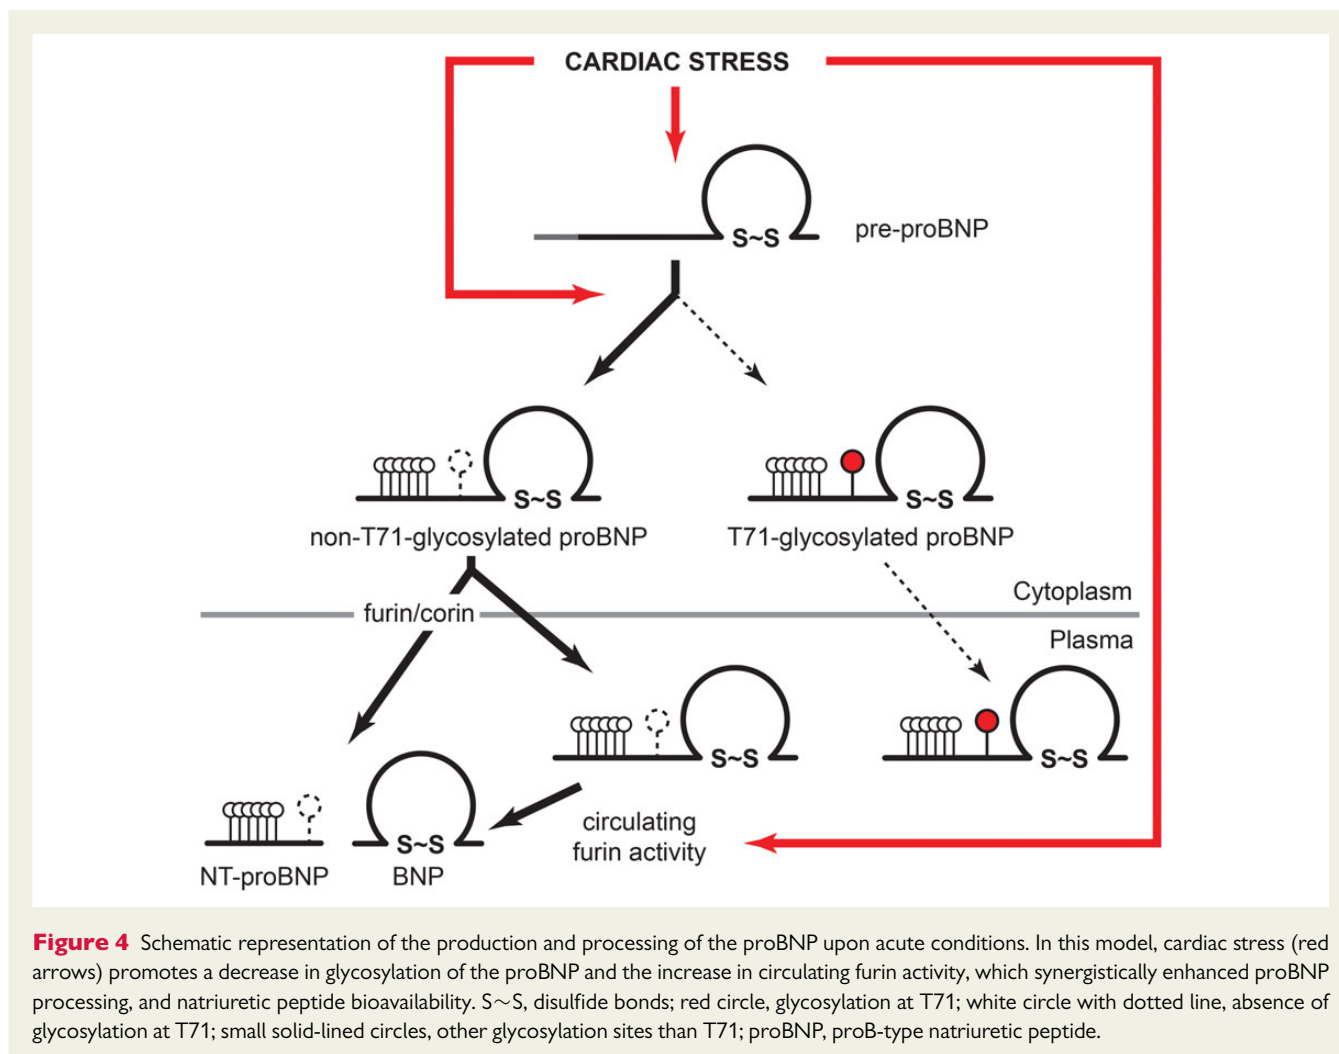 CARDIAC STRESS
S~S
pre-proBNP
S~S
S~S
non-T71-glycosylated proBNP
T71-glycosylated proBNP
Cytoplasm
furin/corin
Plasma
S~S
S~S
circulating
furin activity
S~S
NT-proBNP
BNP
Figure 4 Schematic representation of the production and processing of the proBNP upon acute conditions. In this model, cardiac stress (red
arrows) promotes a decrease in glycosylation of the proBNP and the increase in circulating furin activity, which synergistically enhanced proBNP
processing, and natriuretic peptide bioavailability. S∼S, disulfide bonds; red circle, glycosylation at T71; white circle with dotted line, absence of
glycosylation at T71; small solid-lined circles, other glycosylation sites than T71; proBNP, proB-type natriuretic peptide.